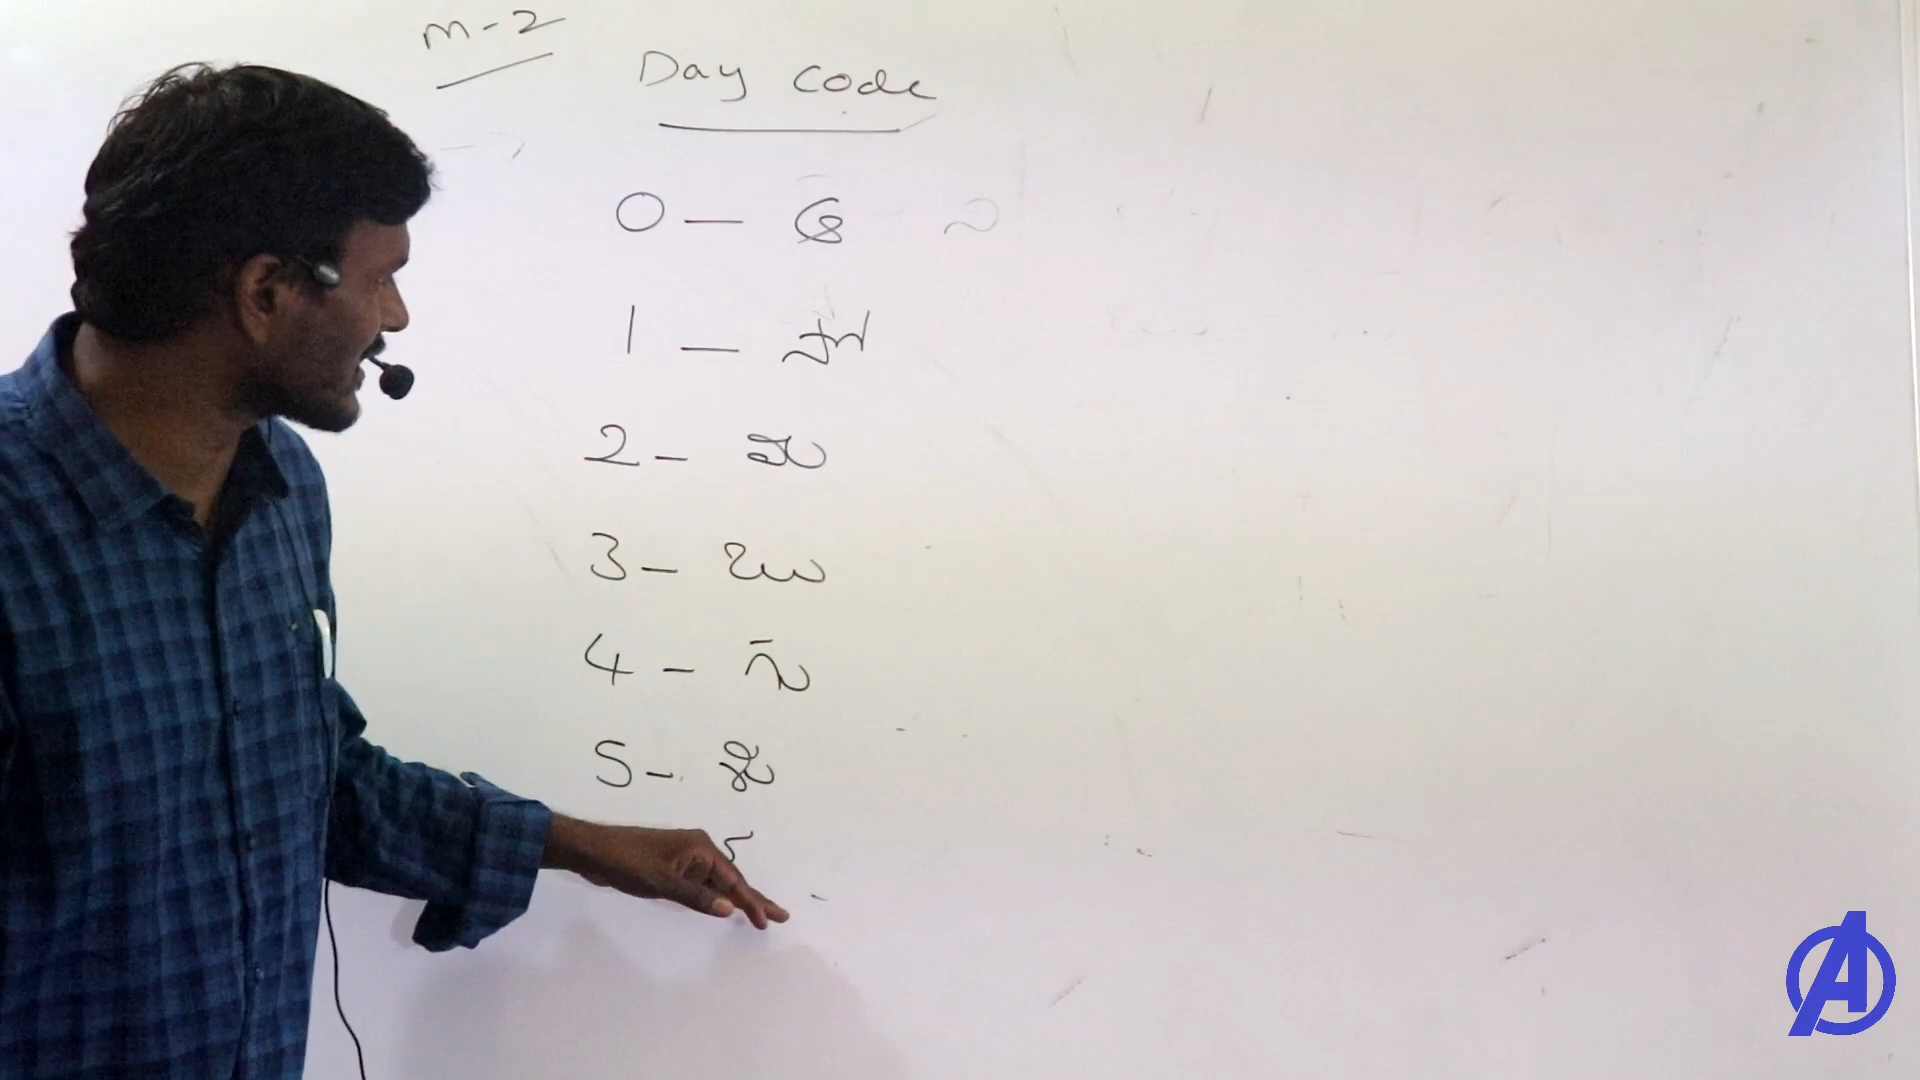 m-2
Day code
0 - ఆ
1 - సో
2 - మ
3 - బు
4 - గు
5 - శు